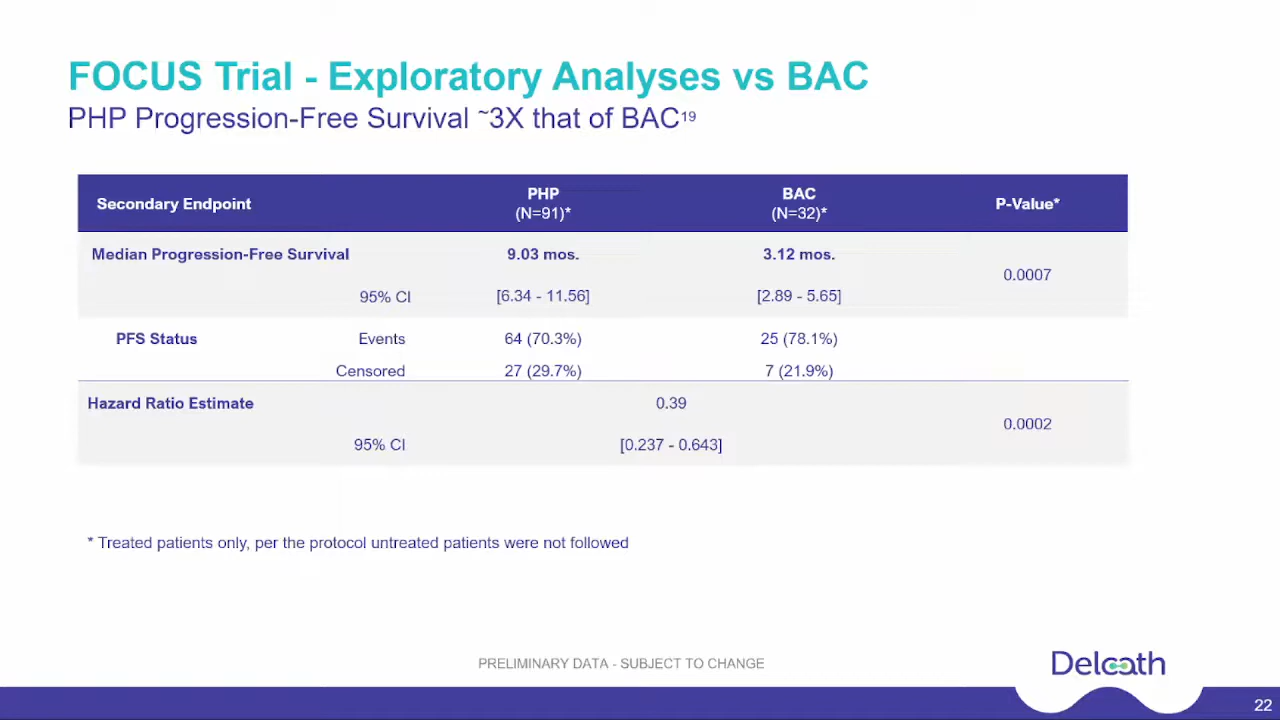 FOCUS Trial - Exploratory Analyses vs BAC
PHP Progression-Free Survival ~3X that of BAC19
Secondary Endpoint PHP (N=91)* BAC (N=32)* P-Value*
Median Progression-Free Survival 9.03 mos. 3.12 mos. 0.0007
95% CI [6.34 - 11.56] [2.89 - 5.65]
PFS Status Events 64 (70.3%) 25 (78.1%)
Censored 27 (29.7%) 7 (21.9%)
Hazard Ratio Estimate 0.39 0.0002
95% CI [0.237 - 0.643]
* Treated patients only, per the protocol untreated patients were not followed
PRELIMINARY DATA - SUBJECT TO CHANGE
Delcath
22